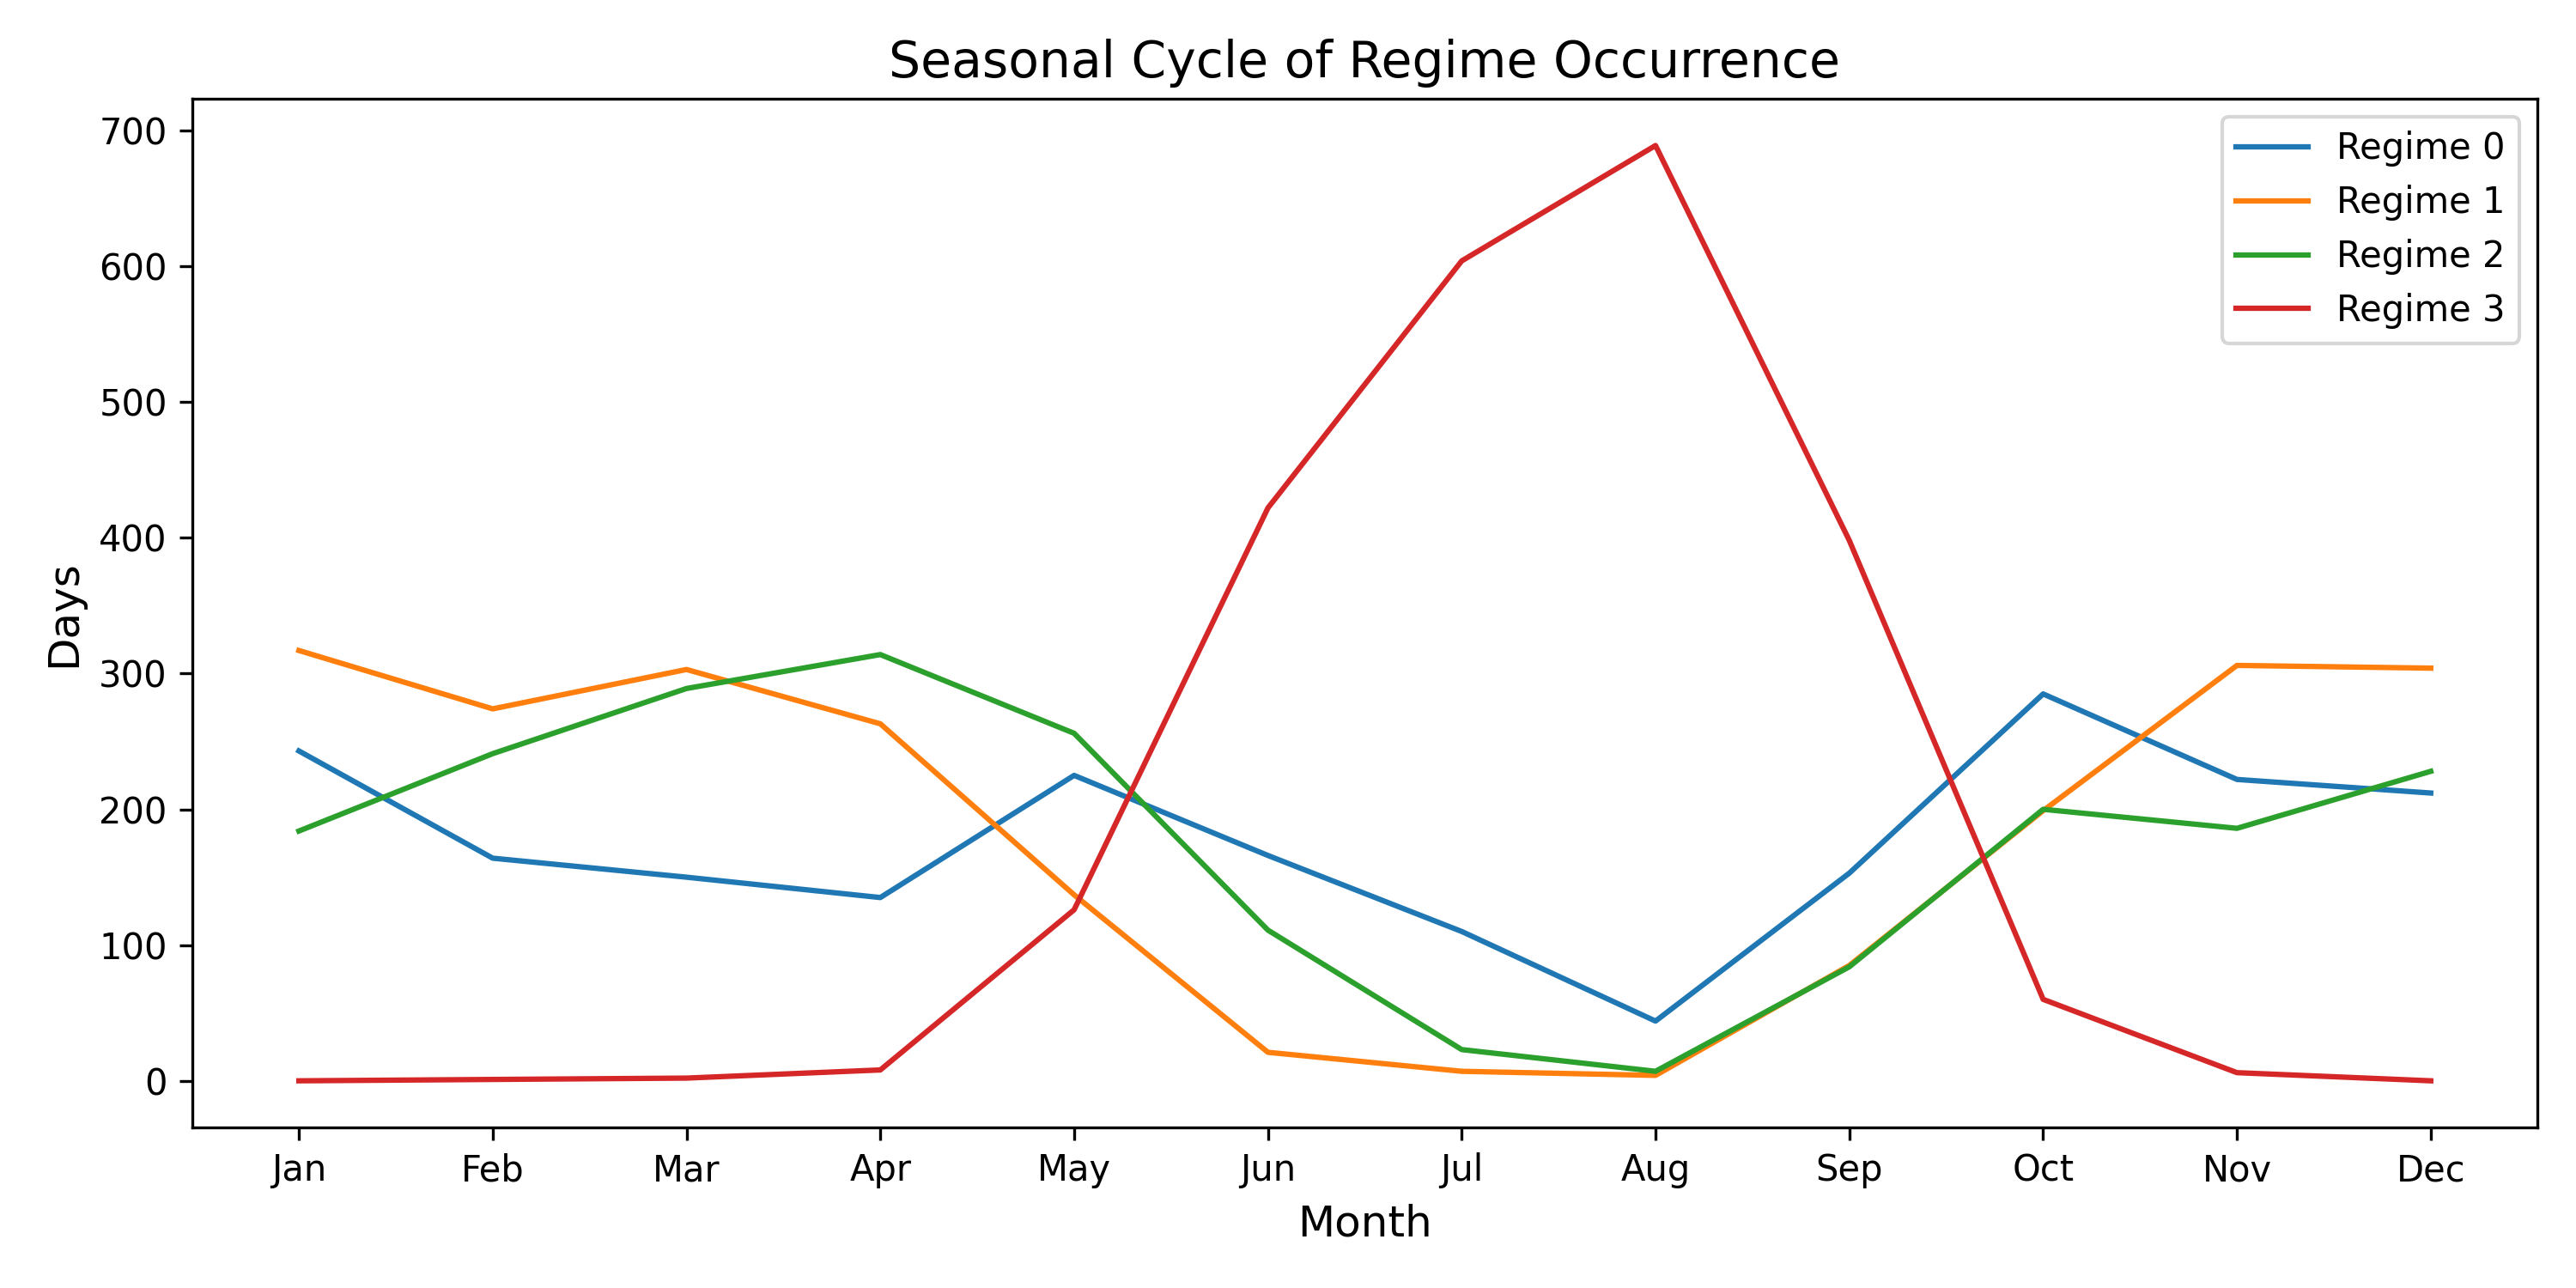 Seasonal Cycle of Regime Occurrence
700
600
500
400
300
200
100
0
Days
Regime 0
Regime 1
Regime 2
Regime 3
Jan Feb Mar Apr May Jun Jul Aug Sep Oct Nov Dec
Month